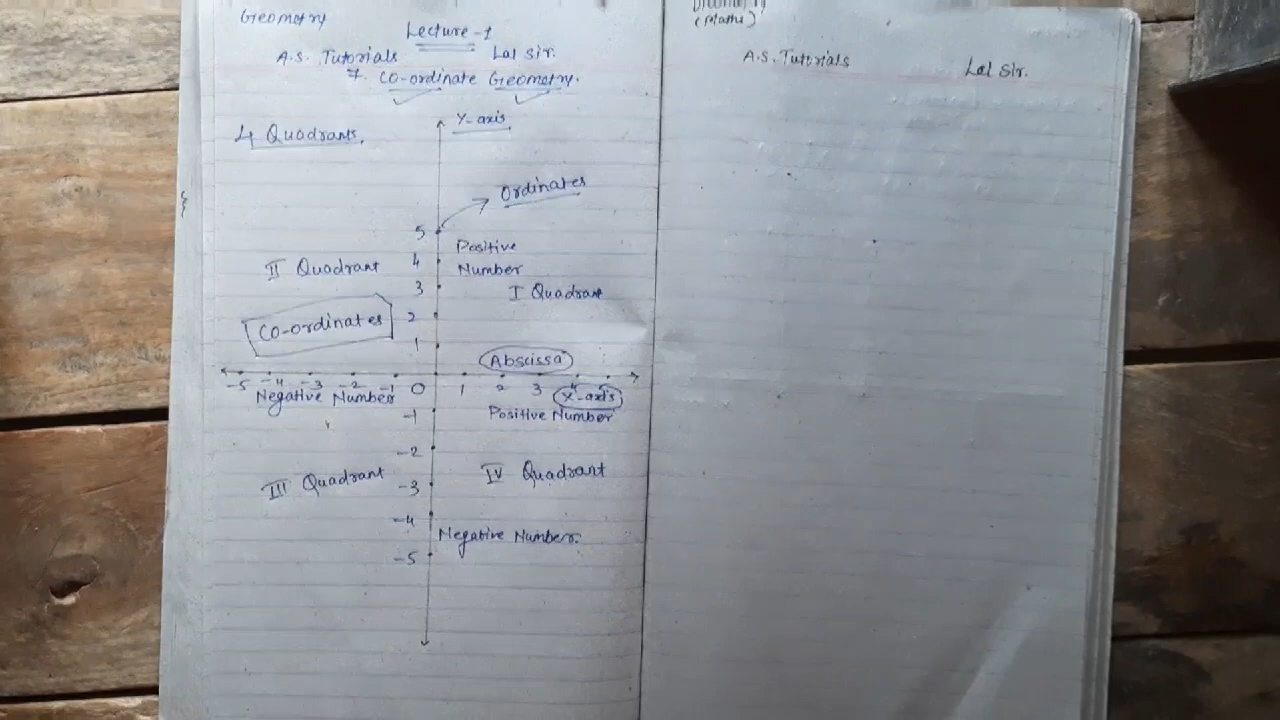 Geometry
Lecture-1
A.S. Tutorials Lal Sir.
7. Co-ordinate Geometry.
4 Quadrants.
Y-axis
Ordinates
5
Positive
Number
4
II Quadrant
3
I Quadrant
2
Co-ordinates
1
Abscissa
-5 -4 -3 -2 -1 0 1 2 3 4
Negative Number
X-axis
-1
Positive Number
-2
III Quadrant
IV Quadrant
-3
-4
Negative Number.
-5
(Maths)
A.S. Tutorials
Lal Sir.